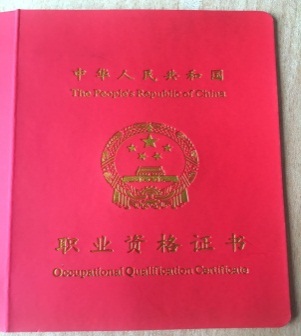 中华人民共和国
The People's Republic of China
职业资格证书
Occupational Qualification Certificate